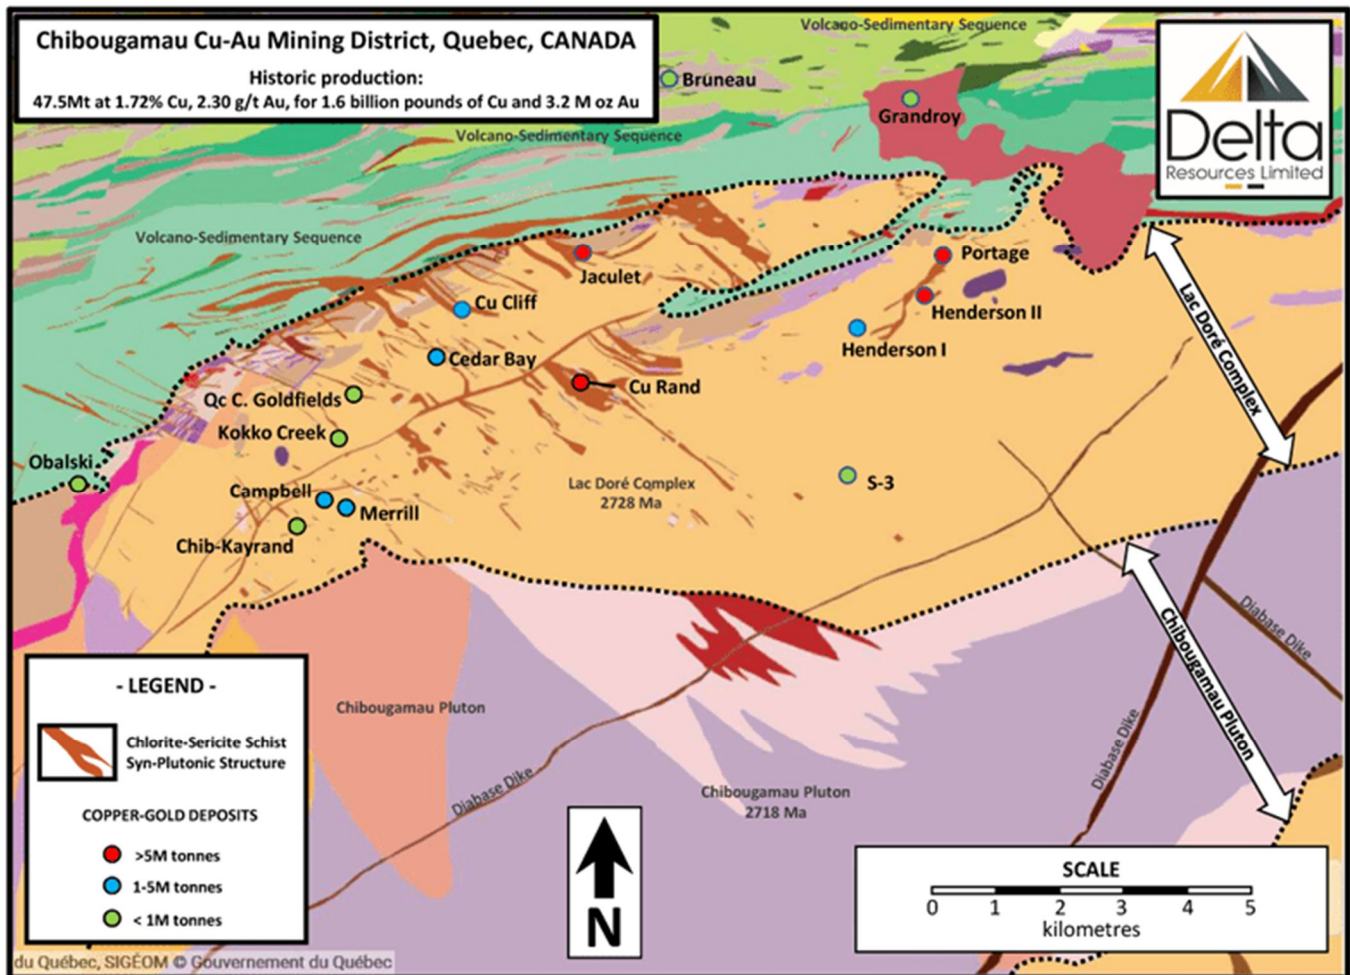 Chibougamau Cu-Au Mining District, Quebec, CANADA
Historic production:
47.5Mt at 1.72% Cu, 2.30 g/t Au, for 1.6 billion pounds of Cu and 3.2 M oz Au
Volcano-Sedimentary Sequence
Bruneau
Grandroy
Delta
Resources Limited
Volcano-Sedimentary Sequence
Volcano-Sedimentary Sequence
Jaculet
Portage
Cu Cliff
Henderson II
Henderson I
Lac Doré Complex
Cedar Bay
Cu Rand
Qc C. Goldfields
Kokko Creek
Obalski
S-3
Campbell
Merrill
Lac Doré Complex
2728 Ma
Chib-Kayrand
Diabase Dike
Chibougamau Pluton
Chibougamau Pluton
Diabase Dike
Diabase Dike
Chibougamau Pluton
2718 Ma
- LEGEND -
Chlorite-Sericite Schist
Syn-Plutonic Structure
COPPER-GOLD DEPOSITS
>5M tonnes
1-5M tonnes
< 1M tonnes
N
SCALE
0 1 2 3 4 5
kilometres
du Québec, SIGÉOM © Gouvernement du Québec